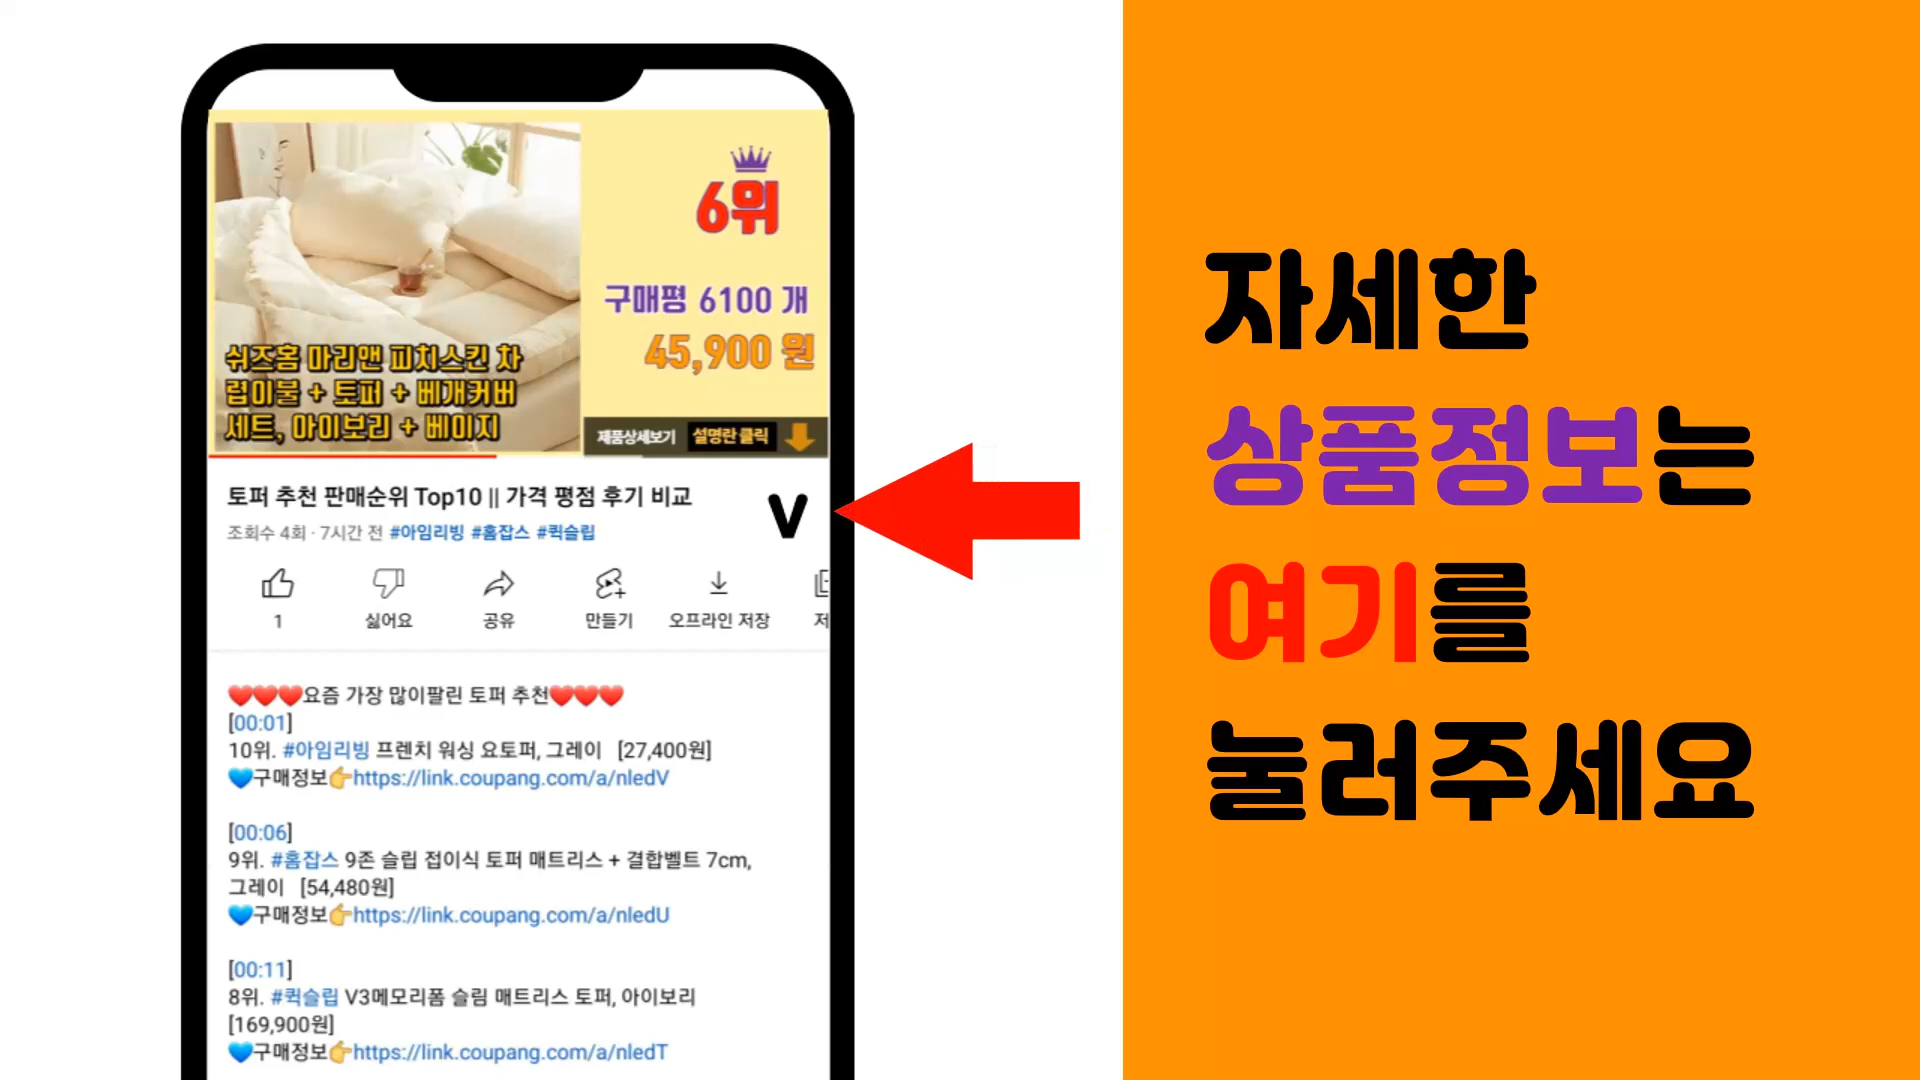 6위
구매평 6100 개
45,900 원
쉬즈홈 마리앤 피치스킨 차
렵이불 + 토퍼 + 베개커버
세트, 아이보리 + 베이지
제품상세보기 설명란 클릭
토퍼 추천 판매순위 Top10 || 가격 평점 후기 비교
V
조회수 4회 · 7시간 전 #아임리빙 #홈잡스 #퀵슬립
1 싫어요 공유 만들기 오프라인 저장 저
❤️❤️❤️요즘 가장 많이팔린 토퍼 추천❤️❤️❤️
[00:01]
10위. #아임리빙 프렌치 워싱 요토퍼, 그레이 [27,400원]
💙구매정보👉https://link.coupang.com/a/nledV
[00:06]
9위. #홈잡스 9존 슬립 접이식 토퍼 매트리스 + 결합벨트 7cm,
그레이 [54,480원]
💙구매정보👉https://link.coupang.com/a/nledU
[00:11]
8위. #퀵슬립 V3메모리폼 슬림 매트리스 토퍼, 아이보리
[169,900원]
💙구매정보👉https://link.coupang.com/a/nledT
자세한
상품정보는
여기를
눌러주세요